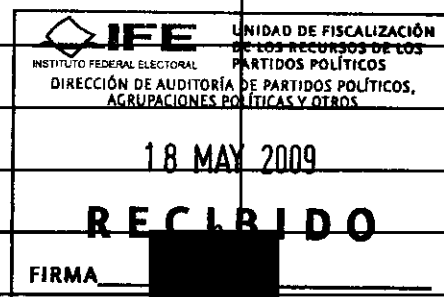 IFE
INSTITUTO FEDERAL ELECTORAL
UNIDAD DE FISCALIZACIÓN
DE LOS RECURSOS DE LOS
PARTIDOS POLÍTICOS
DIRECCIÓN DE AUDITORÍA DE PARTIDOS POLÍTICOS,
AGRUPACIONES POLÍTICAS Y OTROS
18 MAY 2009
RECIBIDO
FIRMA